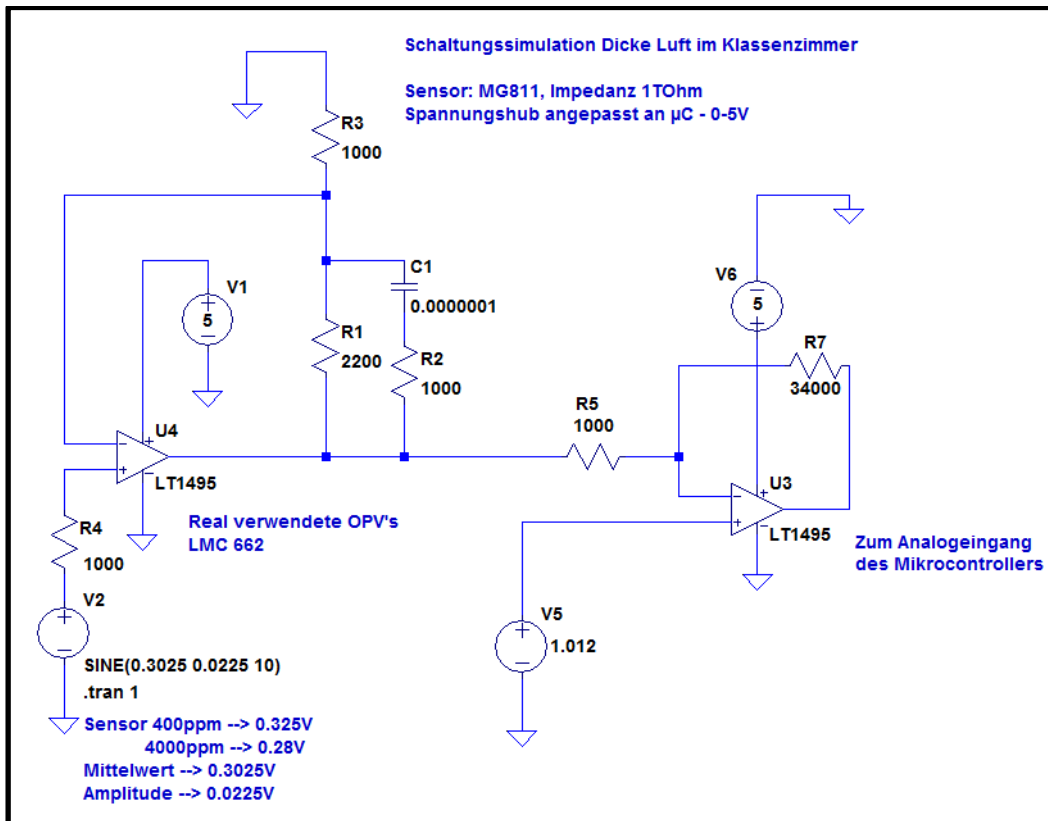 Schaltungssimulation Dicke Luft im Klassenzimmer
Sensor: MG811, Impedanz 1TOhm
Spannungshub angepasst an µC - 0-5V
R3
1000
C1
0.0000001
V1
+
5
−
R1
2200
R2
1000
V6
−
5
+
R7
34000
R5
1000
U4
−
+
+
−
LT1495
R4
1000
Real verwendete OPV's
LMC 662
U3
−
+
+
−
LT1495
Zum Analogeingang
des Mikrocontrollers
V2
+
−
SINE(0.3025 0.0225 10)
.tran 1
V5
+
−
1.012
Sensor 400ppm --> 0.325V
4000ppm --> 0.28V
Mittelwert --> 0.3025V
Amplitude --> 0.0225V